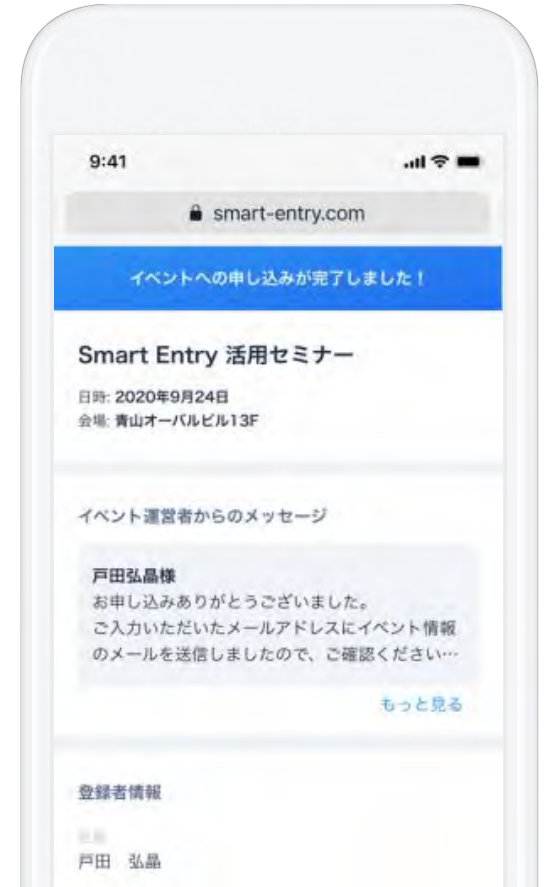 9:41
smart-entry.com
イベントへの申し込みが完了しました！
Smart Entry 活用セミナー
日時: 2020年9月24日
会場: 青山オーバルビル13F
イベント運営者からのメッセージ
戸田弘晶様
お申し込みありがとうございました。
ご入力いただいたメールアドレスにイベント情報
のメールを送信しましたので、ご確認ください…
もっと見る
登録者情報
戸田　弘晶